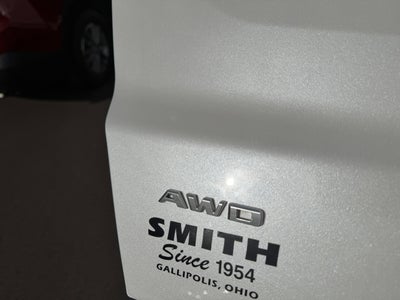 AWD
SMITH
Since 1954
GALLIPOLIS, OHIO